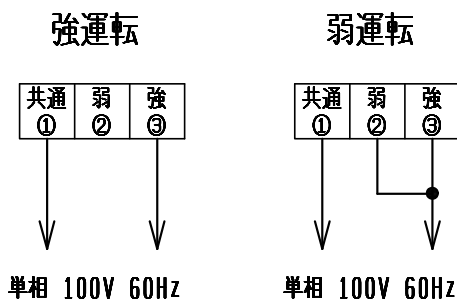 強運転 弱運転
共通 弱 強 共通 弱 強
① ② ③ ① ② ③
単相 100V 60Hz 単相 100V 60Hz